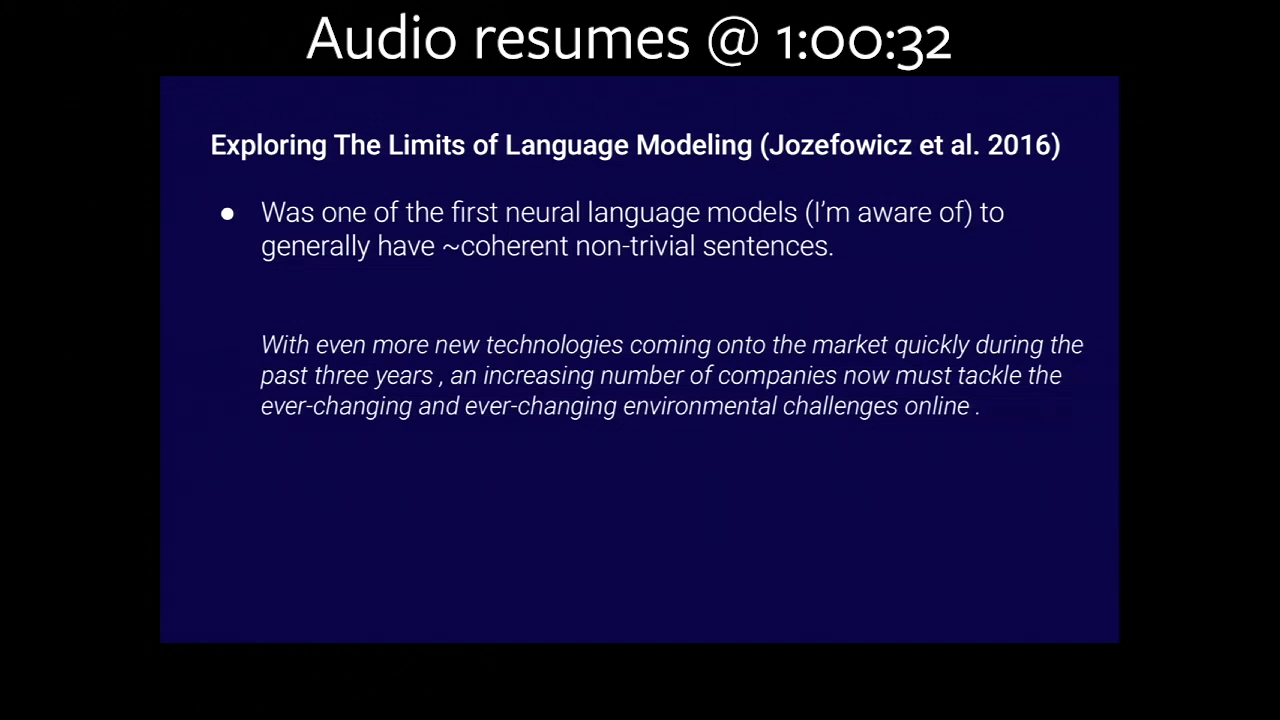 Audio resumes @ 1:00:32
Exploring The Limits of Language Modeling (Jozefowicz et al. 2016)
● Was one of the first neural language models (I’m aware of) to
generally have ~coherent non-trivial sentences.
With even more new technologies coming onto the market quickly during the
past three years , an increasing number of companies now must tackle the
ever-changing and ever-changing environmental challenges online .